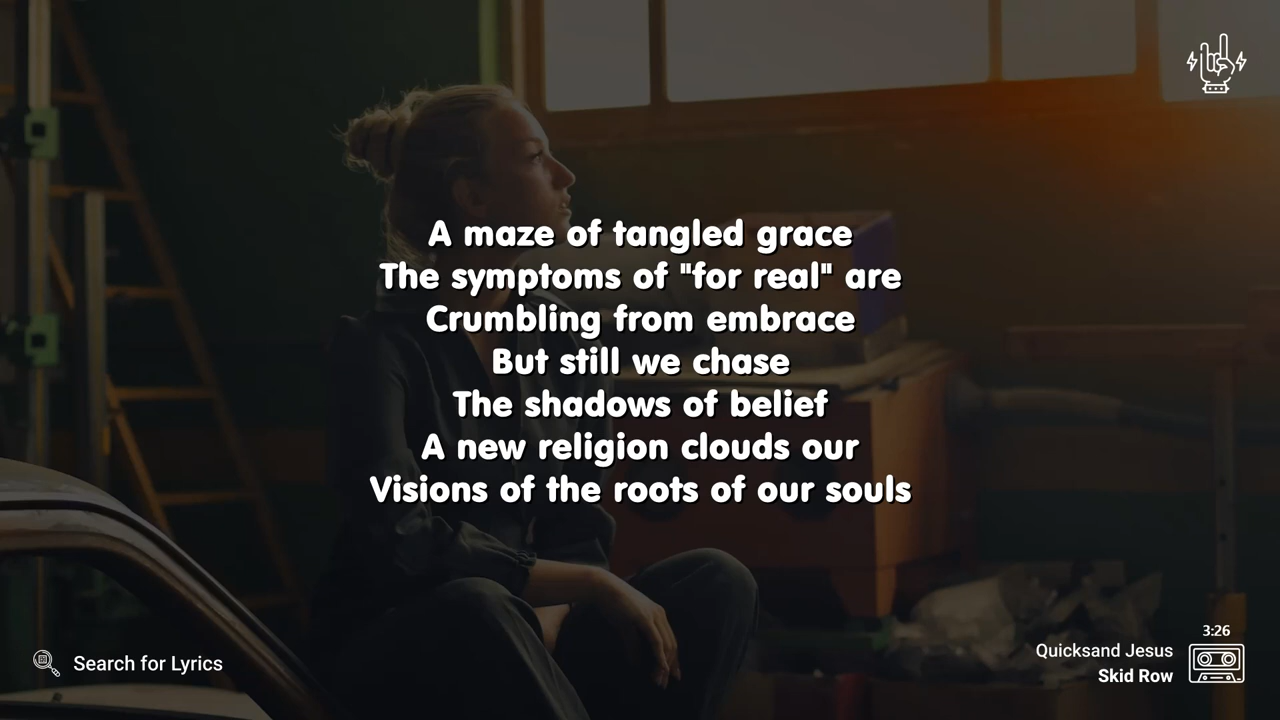 A maze of tangled grace
The symptoms of "for real" are
Crumbling from embrace
But still we chase
The shadows of belief
A new religion clouds our
Visions of the roots of our souls
3:26
Quicksand Jesus
Skid Row
Search for Lyrics